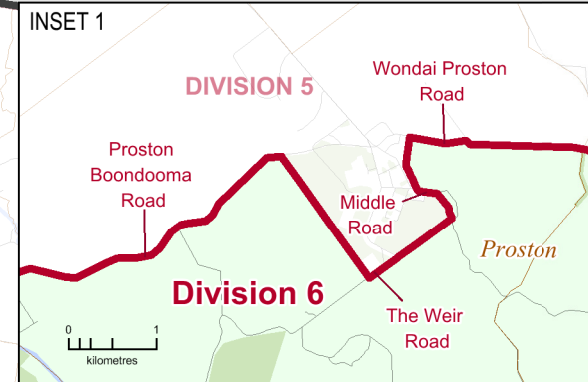 INSET 1
DIVISION 5
Wondai Proston
Road
Proston
Boondooma
Road
Middle
Road
Proston
Division 6
The Weir
Road
0 1
kilometres